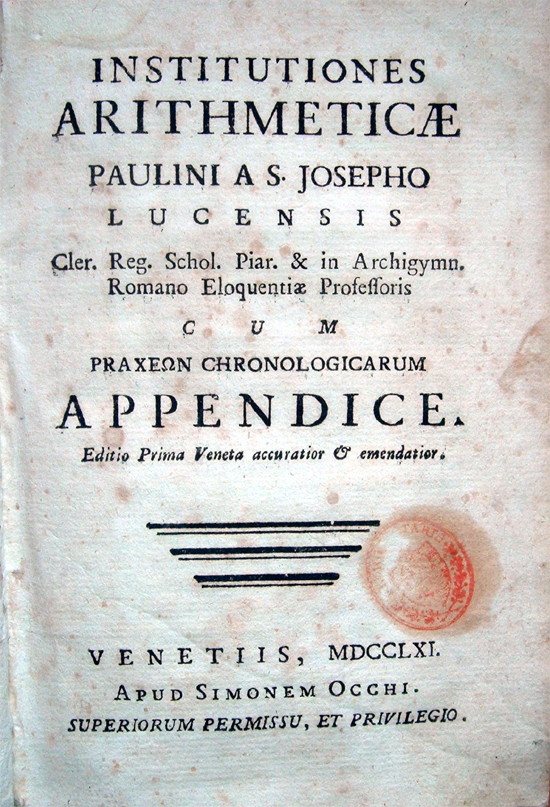 INSTITUTIONES
ARITHMETICÆ
PAULINI A S. JOSEPHO
LUCENSIS
Cler. Reg. Schol. Piar. & in Archigymn.
Romano Eloquentiæ Profeſſoris
CUM
PRAXEΩN CHRONOLOGICARUM
APPENDICE.
Editio Prima Veneta accuratior & emendatior.
VENETIIS, MDCCLXI.
APUD SIMONEM OCCHI.
SUPERIORUM PERMISSU, ET PRIVILEGIO.